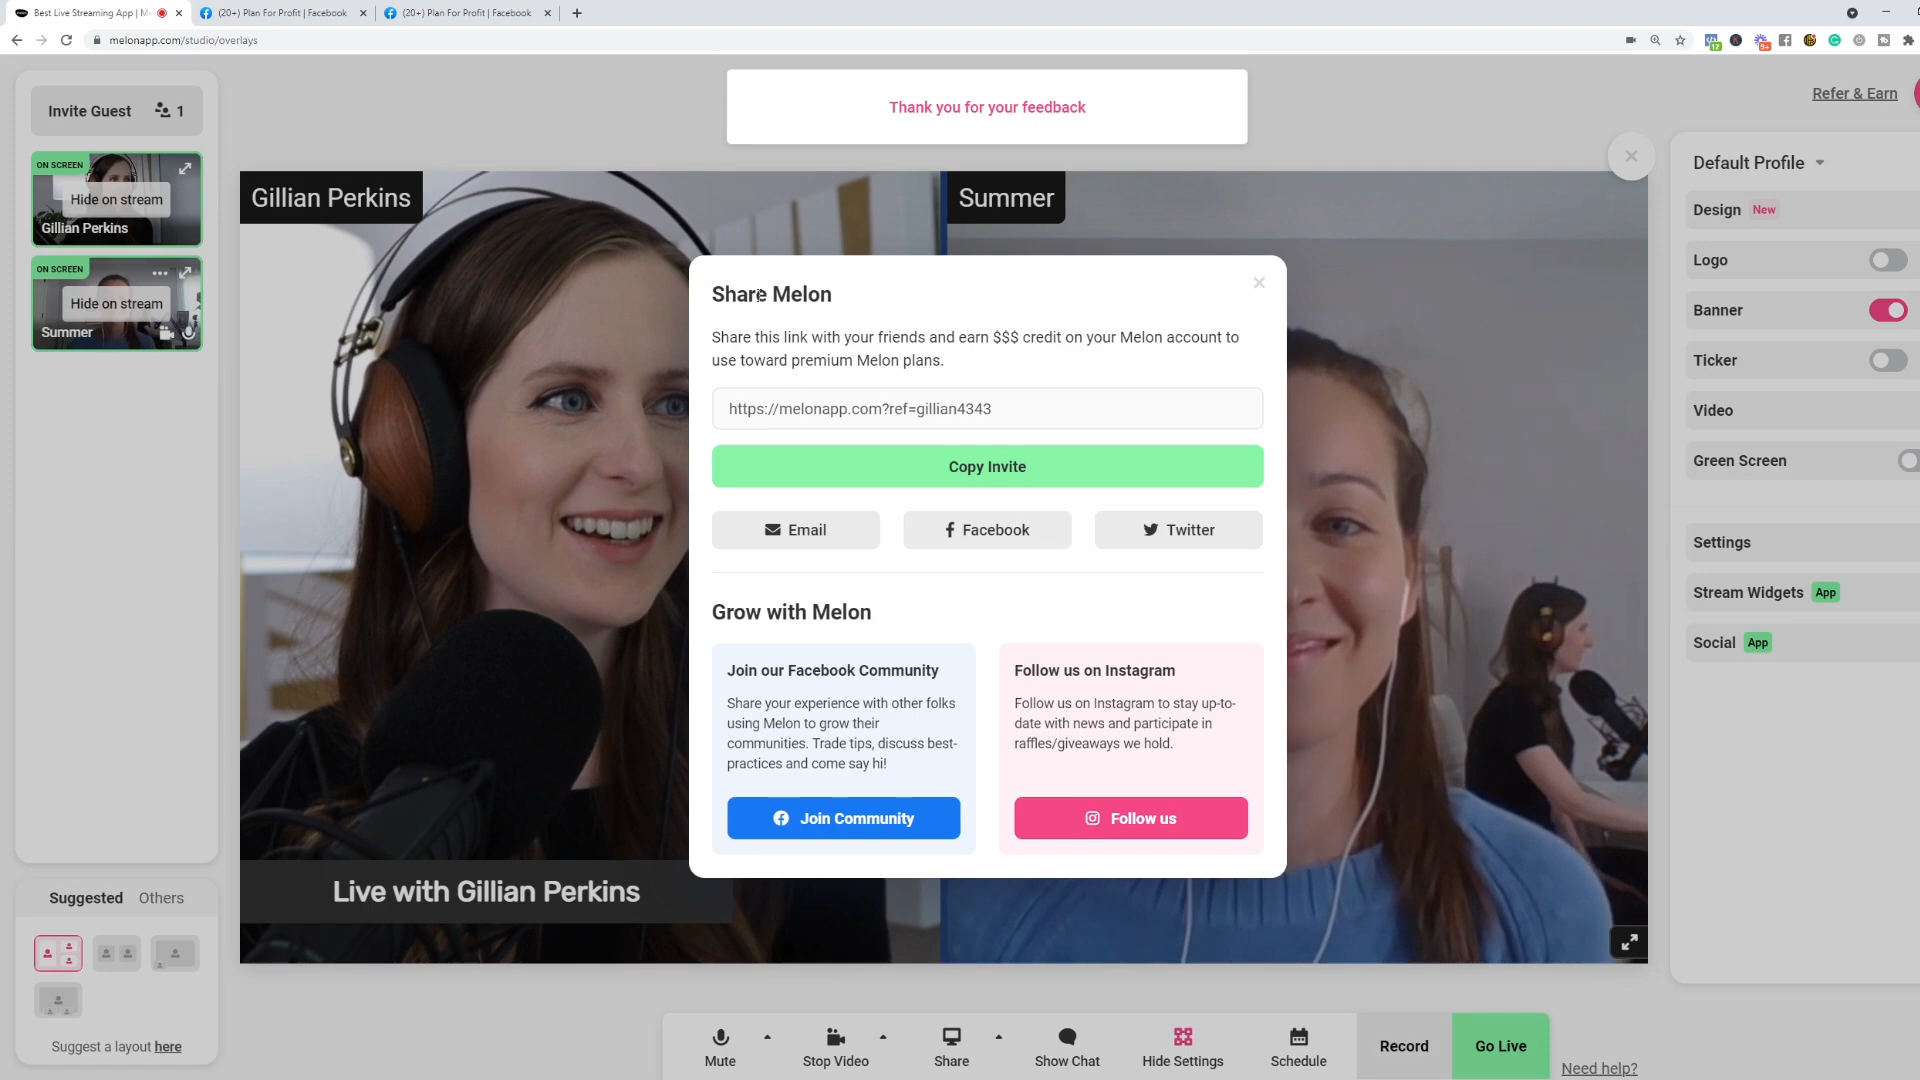 Best Live Streaming App | Me
(20+) Plan For Profit | Facebook
(20+) Plan For Profit | Facebook
melonapp.com/studio/overlays
12
9+
Invite Guest 1
Thank you for your feedback
Refer & Earn
ON SCREEN
Hide on stream
Gillian Perkins
ON SCREEN
Hide on stream
Summer
Gillian Perkins
Summer
Share Melon
Share this link with your friends and earn $$$ credit on your Melon account to
use toward premium Melon plans.
https://melonapp.com?ref=gillian4343
Copy Invite
Email
Facebook
Twitter
Grow with Melon
Join our Facebook Community
Share your experience with other folks
using Melon to grow their
communities. Trade tips, discuss best-
practices and come say hi!
Join Community
Follow us on Instagram
Follow us on Instagram to stay up-to-
date with news and participate in
raffles/giveaways we hold.
Follow us
Live with Gillian Perkins
Default Profile
Design New
Logo
Banner
Ticker
Video
Green Screen
Settings
Stream Widgets App
Social App
Suggested Others
Suggest a layout here
Mute
Stop Video
Share
Show Chat
Hide Settings
Schedule
Record
Go Live
Need help?